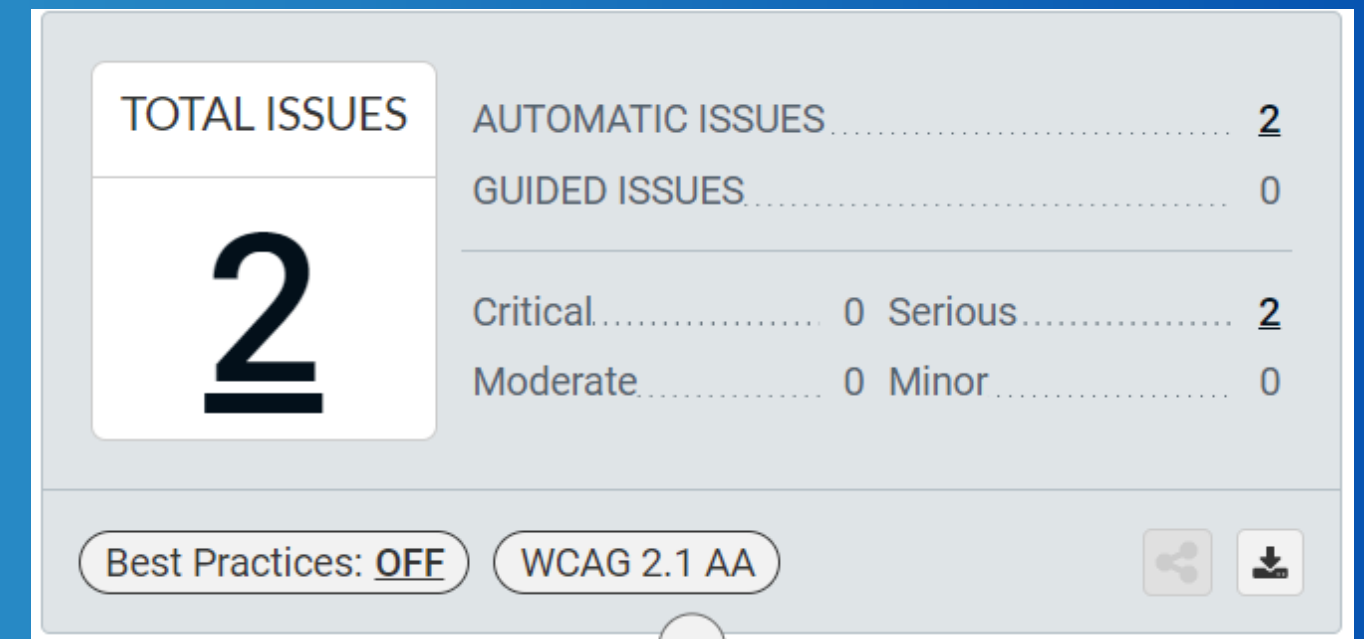 TOTAL ISSUES
2
AUTOMATIC ISSUES 2
GUIDED ISSUES 0
Critical 0 Serious 2
Moderate 0 Minor 0
Best Practices: OFF WCAG 2.1 AA